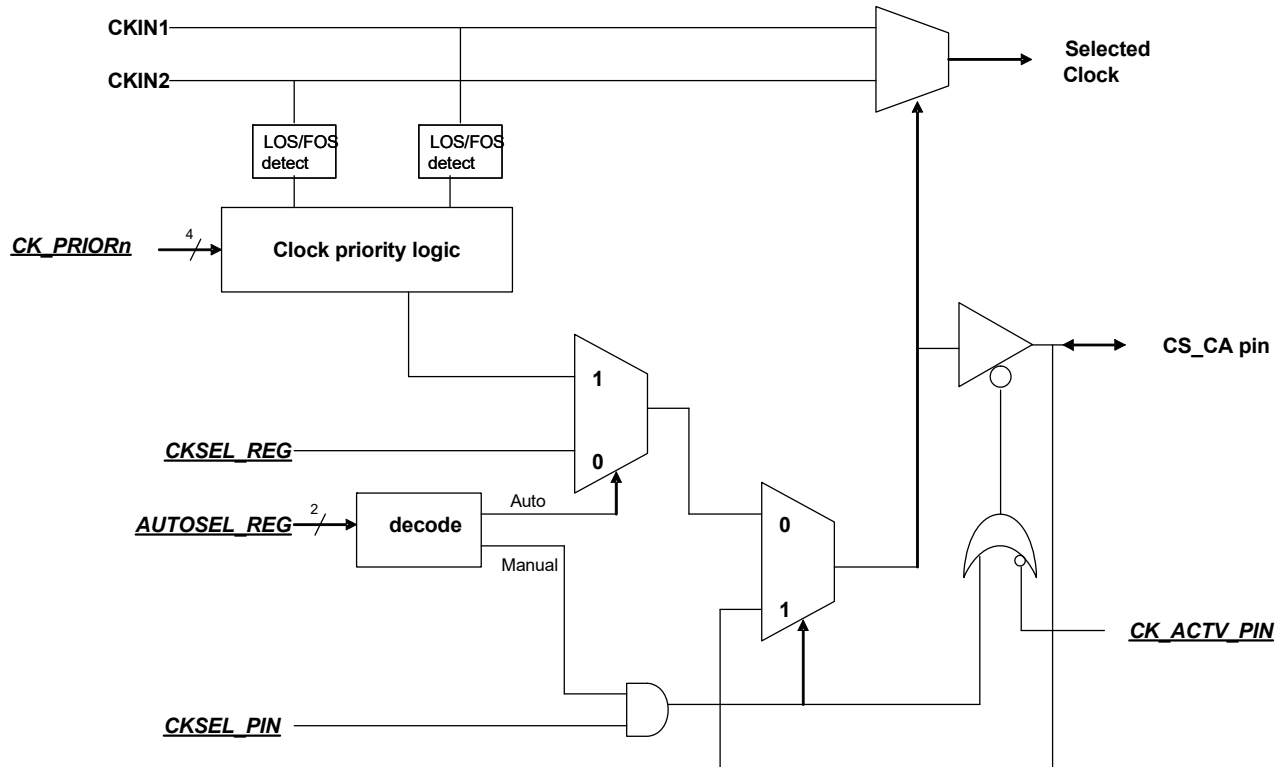 CKIN1
CKIN2
Selected
Clock
LOS/FOS
detect
LOS/FOS
detect
CK_PRIORn
4
Clock priority logic
CS_CA pin
1
CKSEL_REG
0
AUTOSEL_REG
2
decode
Auto
Manual
0
1
CK_ACTV_PIN
CKSEL_PIN